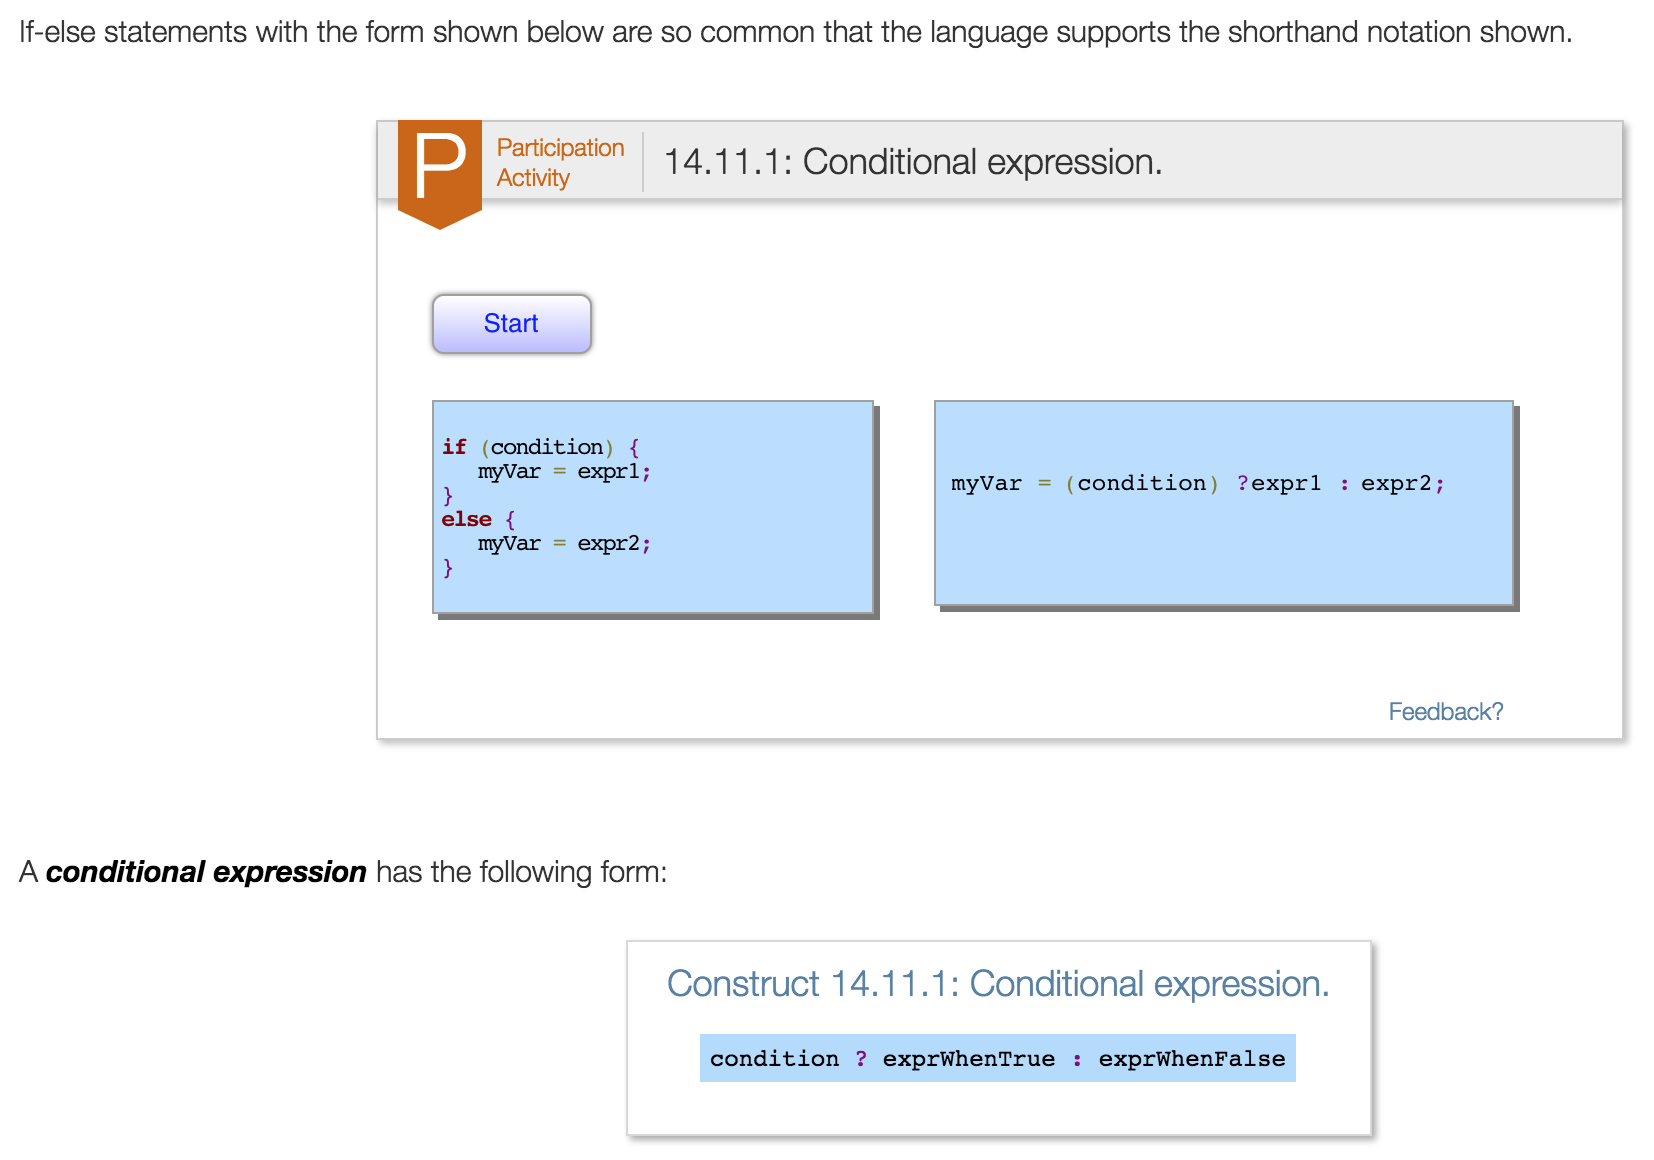 If-else statements with the form shown below are so common that the language supports the shorthand notation shown.
P
Participation
Activity
14.11.1: Conditional expression.
Start
if (condition) {
   myVar = expr1;
}
else {
   myVar = expr2;
}
myVar = (condition) ?expr1 : expr2;
Feedback?
A conditional expression has the following form:
Construct 14.11.1: Conditional expression.
condition ? exprWhenTrue : exprWhenFalse